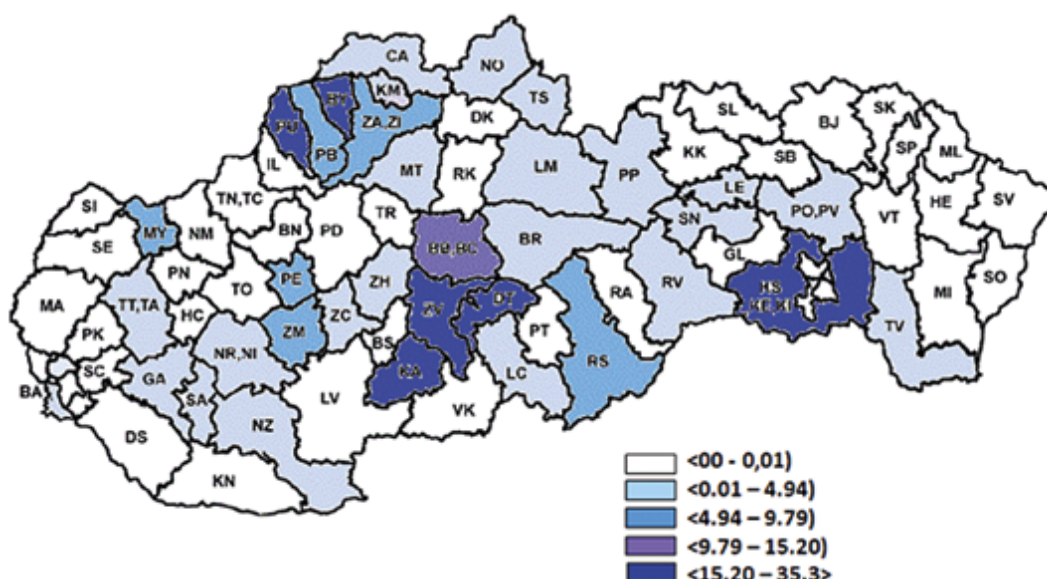 CA
NO
BY
KM
TS
SL
SK
PU
ZA,ZI
DK
BJ
PB
SP
ML
IL
KK
SB
MT
RK
LM
PP
LE
TN,TC
SI
SN
PO,PV
HE
SV
MY
NM
BN
PD
TR
VT
SE
BB,BC
BR
GL
PN
PE
ZH
RA
RV
KS
,KE,KI
SO
MA
TT,TA
TO
ZV
DT
MI
HC
ZM
ZC
PT
TV
PK
BS
NR,NI
RS
SC
GA
KA
LC
BA
SA
LV
VK
DS
NZ
KN
<00 - 0,01)
<0.01 – 4.94)
<4.94 – 9.79)
<9.79 – 15.20)
<15.20 – 35.3>